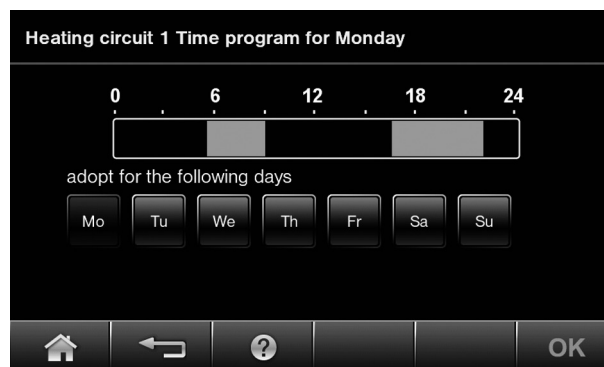 Heating circuit 1 Time program for Monday
0 6 12 18 24
adopt for the following days
Mo Tu We Th Fr Sa Su
? OK